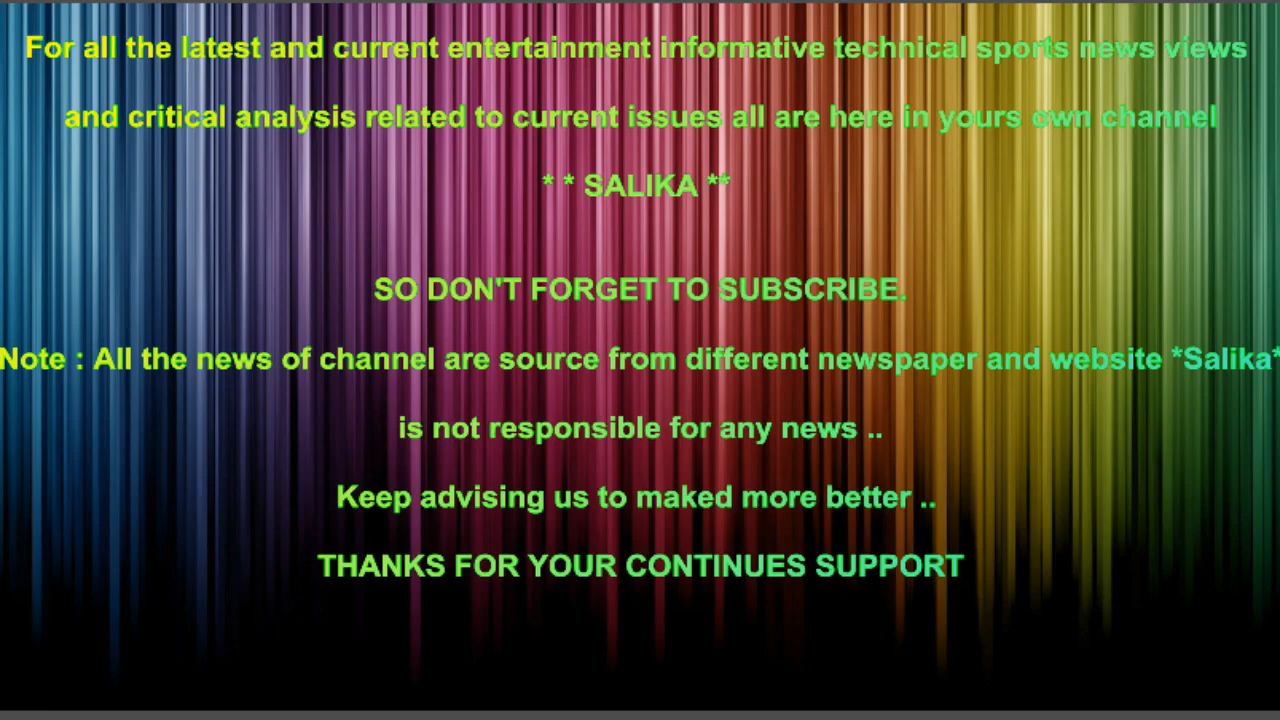 For all the latest and current entertainment informative technical sports news views
and critical analysis related to current issues all are here in yours own channel
* * SALIKA **
SO DON'T FORGET TO SUBSCRIBE.
Note : All the news of channel are source from different newspaper and website *Salika*
is not responsible for any news ..
Keep advising us to maked more better ..
THANKS FOR YOUR CONTINUES SUPPORT